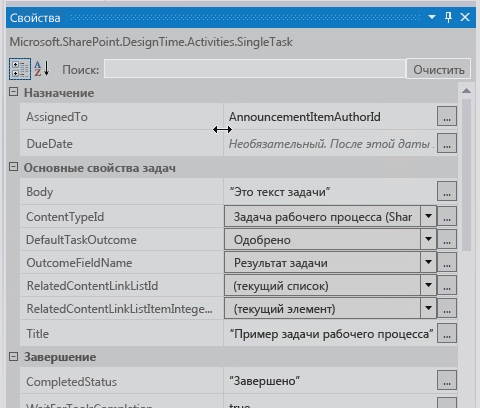 Свойства
Microsoft.SharePoint.DesignTime.Activities.SingleTask
Поиск: Очистить
Назначение
AssignedTo AnnouncementItemAuthorId ...
DueDate Необязательный. После этой даты ...
Основные свойства задач
Body "Это текст задачи" ...
ContentTypeId Задача рабочего процесса (Shar ...
DefaultTaskOutcome Одобрено ...
OutcomeFieldName Результат задачи ...
RelatedContentLinkListId (текущий список) ...
RelatedContentLinkListItemIntege... (текущий элемент) ...
Title "Пример задачи рабочего процесса" ...
Завершение
CompletedStatus "Завершено" ...
WaitForTaskCompletion true